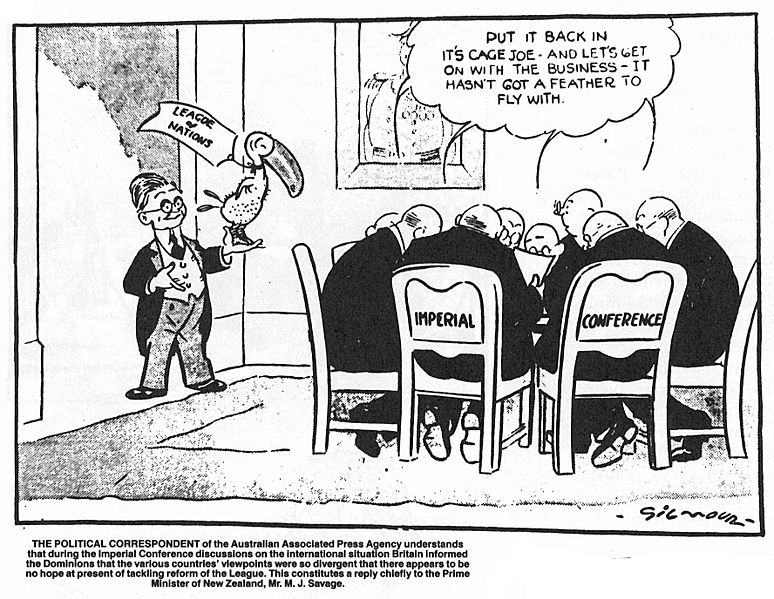 PUT IT BACK IN
IT'S CAGE JOE - AND LET'S GET
ON WITH THE BUSINESS - IT
HASN'T GOT A FEATHER TO
FLY WITH.
LEAGUE
OF
NATIONS
IMPERIAL
CONFERENCE
- GILMOUR -
THE POLITICAL CORRESPONDENT of the Australian Associated Press Agency understands
that during the Imperial Conference discussions on the international situation Britain informed
the Dominions that the various countries' viewpoints were so divergent that there appears to be
no hope at present of tackling reform of the League. This constitutes a reply chiefly to the Prime
Minister of New Zealand, Mr. M. J. Savage.